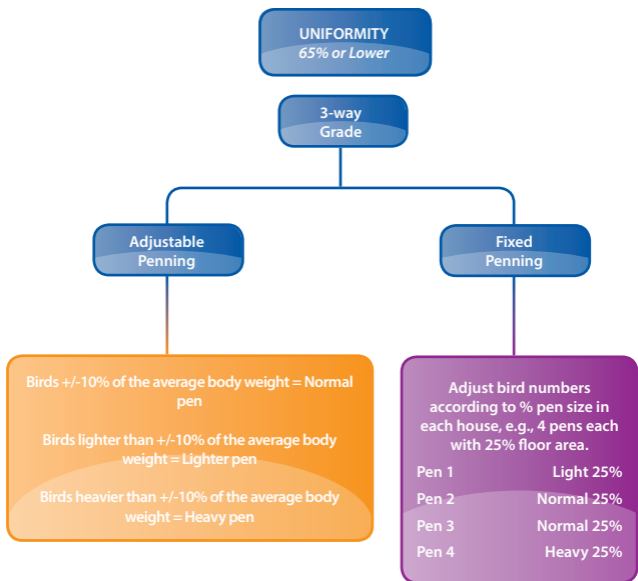 UNIFORMITY
65% or Lower
3-way
Grade
Adjustable
Penning
Fixed
Penning
Birds +/-10% of the average body weight = Normal
pen
Birds lighter than +/-10% of the average body
weight = Lighter pen
Birds heavier than +/-10% of the average body
weight = Heavy pen
Adjust bird numbers
according to % pen size in
each house, e.g., 4 pens each
with 25% floor area.
Pen 1 Light 25%
Pen 2 Normal 25%
Pen 3 Normal 25%
Pen 4 Heavy 25%